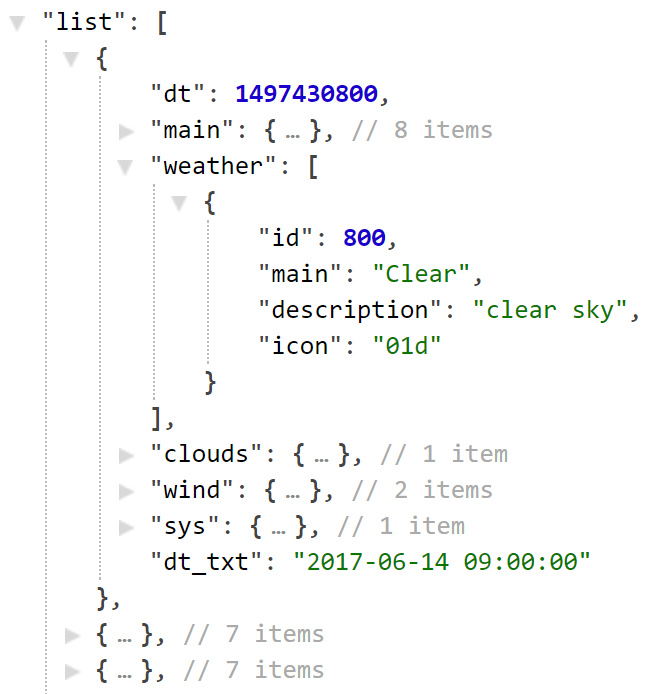 "list": [
{
"dt": 1497430800,
"main": { … }, // 8 items
"weather": [
{
"id": 800,
"main": "Clear",
"description": "clear sky",
"icon": "01d"
}
],
"clouds": { … }, // 1 item
"wind": { … }, // 2 items
"sys": { … }, // 1 item
"dt_txt": "2017-06-14 09:00:00"
},
{ … }, // 7 items
{ … }, // 7 items